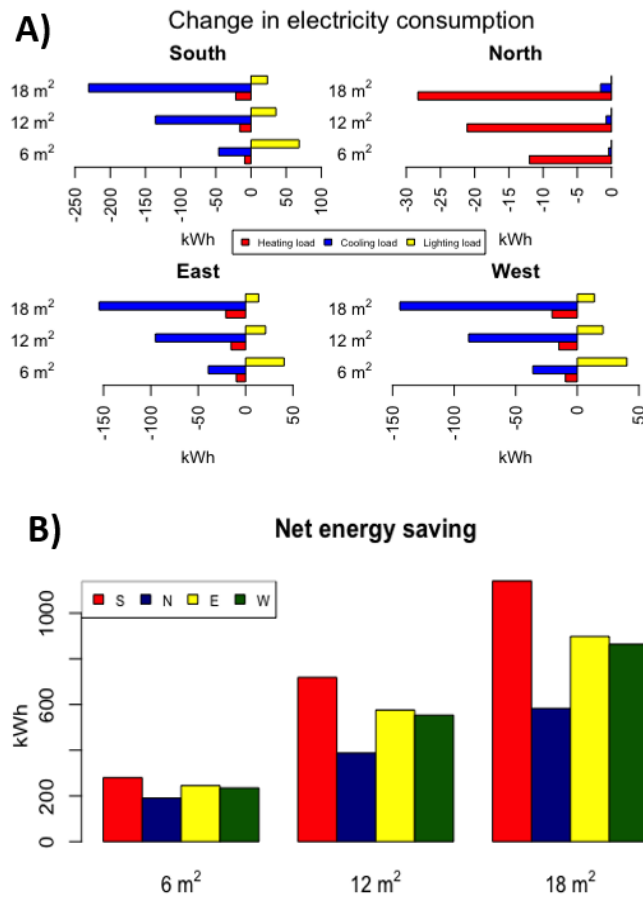 A)
Change in electricity consumption
South
18 m²
12 m²
6 m²
-250
-200
-150
-100
-50
0
50
100
kWh
North
18 m²
12 m²
6 m²
-30
-25
-20
-15
-10
-5
0
kWh
Heating load Cooling load Lighting load
East
18 m²
12 m²
6 m²
-150
-100
-50
0
50
kWh
West
18 m²
12 m²
6 m²
-150
-100
-50
0
50
kWh
B)
Net energy saving
S N E W
kWh
1000
600
200
0
6 m²
12 m²
18 m²